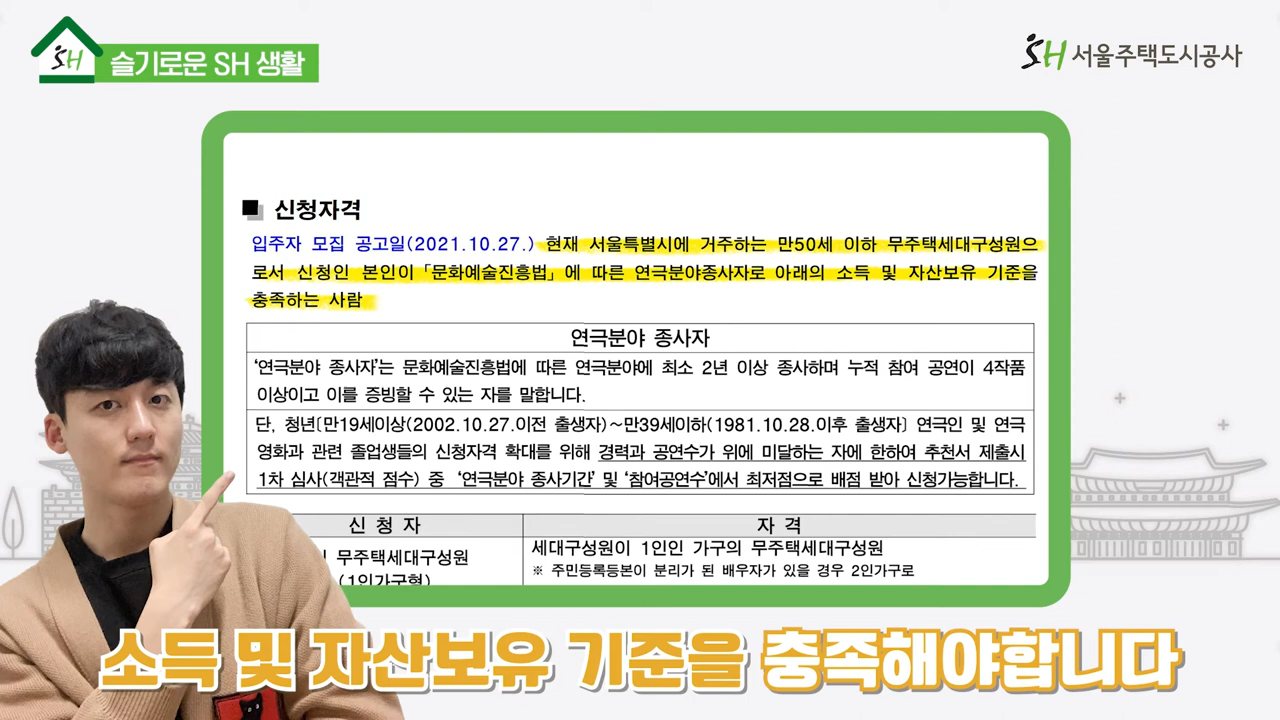 SH 슬기로운 SH 생활
SH 서울주택도시공사
■ 신청자격
입주자 모집 공고일(2021.10.27.) 현재 서울특별시에 거주하는 만50세 이하 무주택세대구성원으
로서 신청인 본인이「문화예술진흥법」에 따른 연극분야종사자로 아래의 소득 및 자산보유 기준을
충족하는 사람
연극분야 종사자
‘연극분야 종사자’는 문화예술진흥법에 따른 연극분야에 최소 2년 이상 종사하며 누적 참여 공연이 4작품
이상이고 이를 증빙할 수 있는 자를 말합니다.
단, 청년〔만19세이상(2002.10.27.이전 출생자)~만39세이하(1981.10.28.이후 출생자)〕 연극인 및 연극
영화과 관련 졸업생들의 신청자격 확대를 위해 경력과 공연수가 위에 미달하는 자에 한하여 추천서 제출시
1차 심사(객관적 점수) 중 ‘연극분야 종사기간’ 및 ‘참여공연수’에서 최저점으로 배점 받아 신청가능합니다.
신 청 자 자 격
무주택세대구성원 세대구성원이 1인인 가구의 무주택세대구성원
(1인가구형) ※ 주민등록등본이 분리가 된 배우자가 있을 경우 2인가구로
소득 및 자산보유 기준을 충족해야합니다